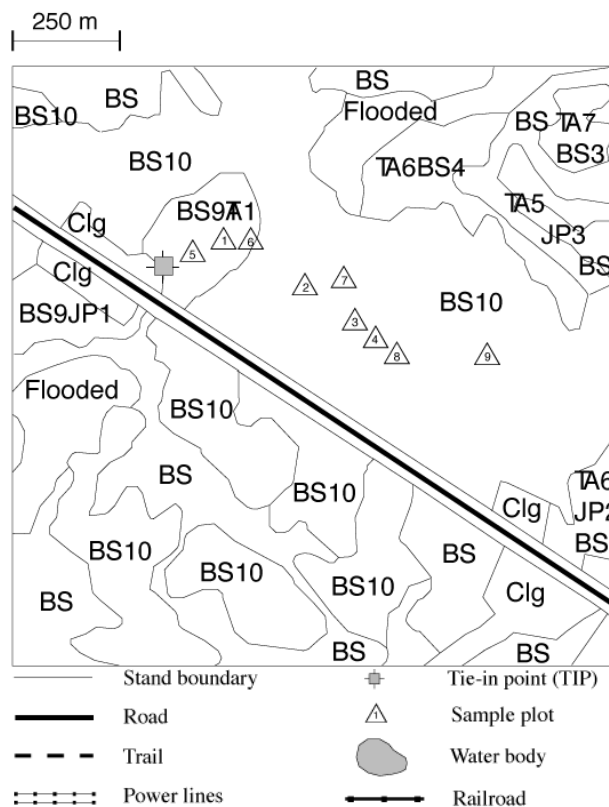 250 m
BS
BS10
Flooded
BS TA7
BS3
BS10
TA6BS4
BS9TA1
TA5
Clg
JP3
Clg
BS
1
6
5
2
7
BS10
BS9JP1
3
4
8
9
Flooded
BS10
BS
BS10
TA6
JP2
Clg
BS
BS10
BS
BS10
BS10
Clg
BS
BS
BS
Stand boundary
Tie-in point (TIP)
Road
1
Sample plot
Trail
Water body
Power lines
Railroad